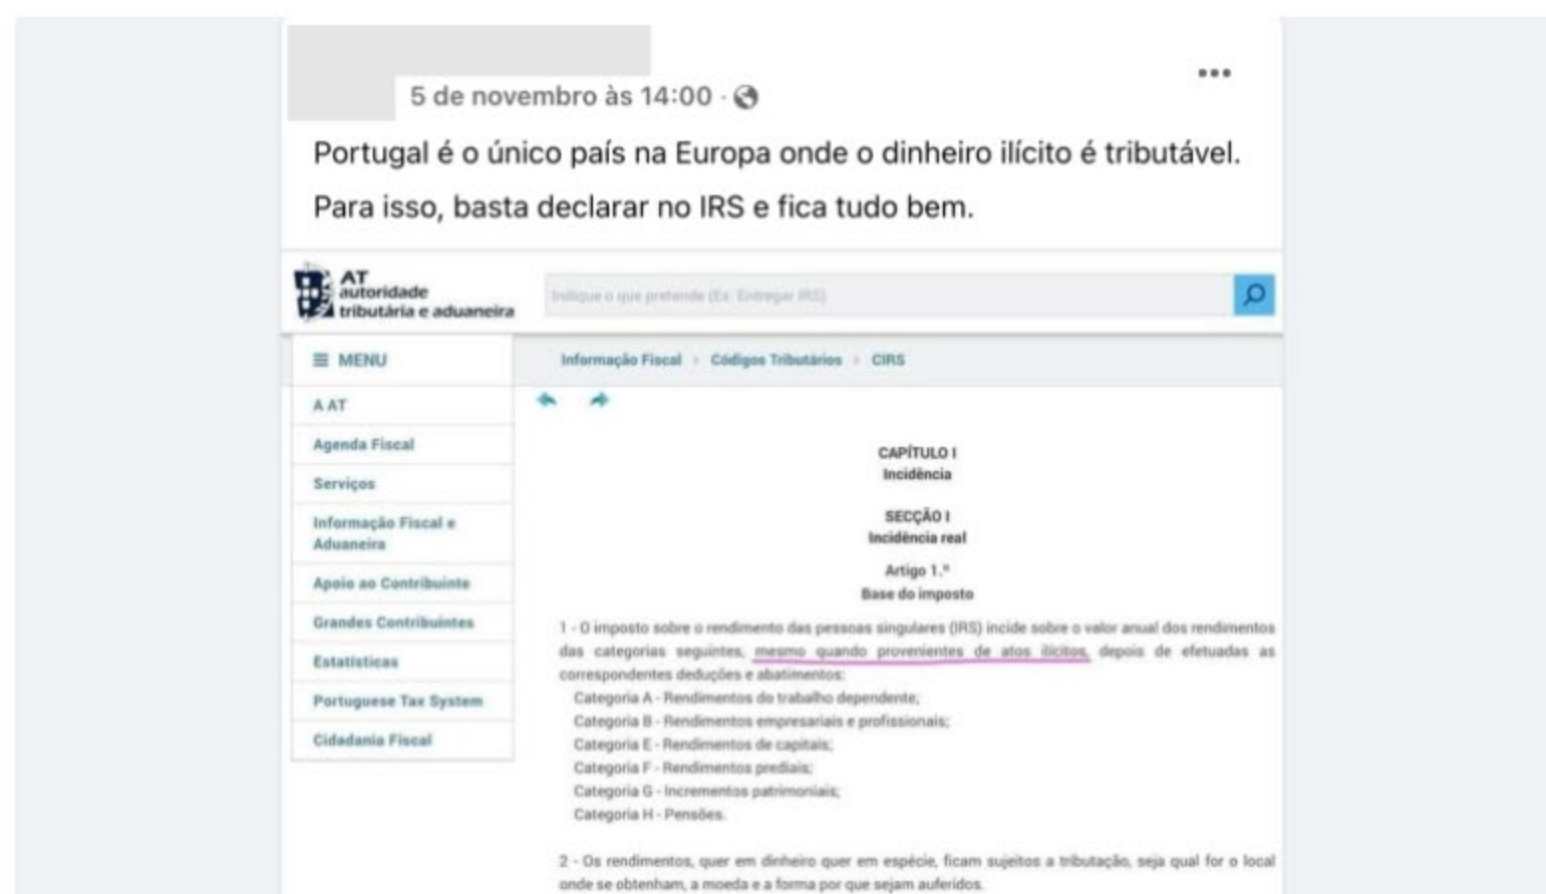 5 de novembro às 14:00 ·
Portugal é o único país na Europa onde o dinheiro ilícito é tributável.
Para isso, basta declarar no IRS e fica tudo bem.
AT
autoridade
tributária e aduaneira
Indique o que pretende (Ex. Entregar IRS)
MENU
Informação Fiscal
Códigos Tributários
CIRS
A AT
Agenda Fiscal
Serviços
Informação Fiscal e
Aduaneira
Apoio ao Contribuinte
Grandes Contribuintes
Estatísticas
Portuguese Tax System
Cidadania Fiscal
CAPÍTULO I
Incidência
SECÇÃO I
Incidência real
Artigo 1.º
Base do imposto
1 - O imposto sobre o rendimento das pessoas singulares (IRS) incide sobre o valor anual dos rendimentos
das categorias seguintes, mesmo quando provenientes de atos ilícitos, depois de efetuadas as
correspondentes deduções e abatimentos:
Categoria A - Rendimentos do trabalho dependente;
Categoria B - Rendimentos empresariais e profissionais;
Categoria E - Rendimentos de capitais;
Categoria F - Rendimentos prediais;
Categoria G - Incrementos patrimoniais;
Categoria H - Pensões.
2 - Os rendimentos, quer em dinheiro quer em espécie, ficam sujeitos a tributação, seja qual for o local
onde se obtenham, a moeda e a forma por que sejam auferidos.